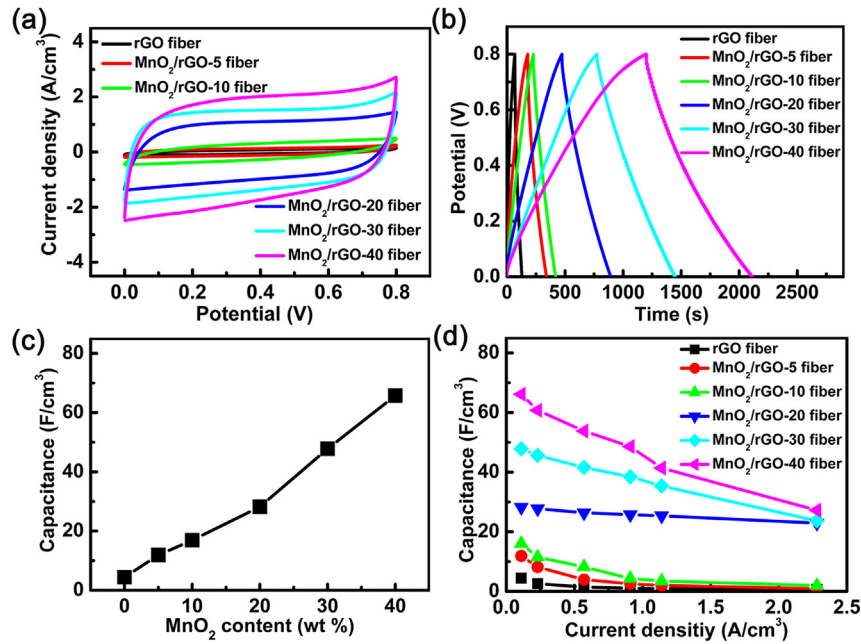 (a)
4
2
0
-2
-4
Current density (A/cm³)
rGO fiber
MnO₂/rGO-5 fiber
MnO₂/rGO-10 fiber
MnO₂/rGO-20 fiber
MnO₂/rGO-30 fiber
MnO₂/rGO-40 fiber
0.0 0.2 0.4 0.6 0.8
Potential (V)
(b)
1.2
0.8
0.4
0.0
Potential (V)
rGO fiber
MnO₂/rGO-5 fiber
MnO₂/rGO-10 fiber
MnO₂/rGO-20 fiber
MnO₂/rGO-30 fiber
MnO₂/rGO-40 fiber
0 500 1000 1500 2000 2500
Time (s)
(c)
80
60
40
20
0
Capacitance (F/cm³)
0 10 20 30 40
MnO₂ content (wt %)
(d)
80
60
40
20
0
Capacitance (F/cm³)
rGO fiber
MnO₂/rGO-5 fiber
MnO₂/rGO-10 fiber
MnO₂/rGO-20 fiber
MnO₂/rGO-30 fiber
MnO₂/rGO-40 fiber
0.0 0.5 1.0 1.5 2.0 2.5
Current densitiy (A/cm³)